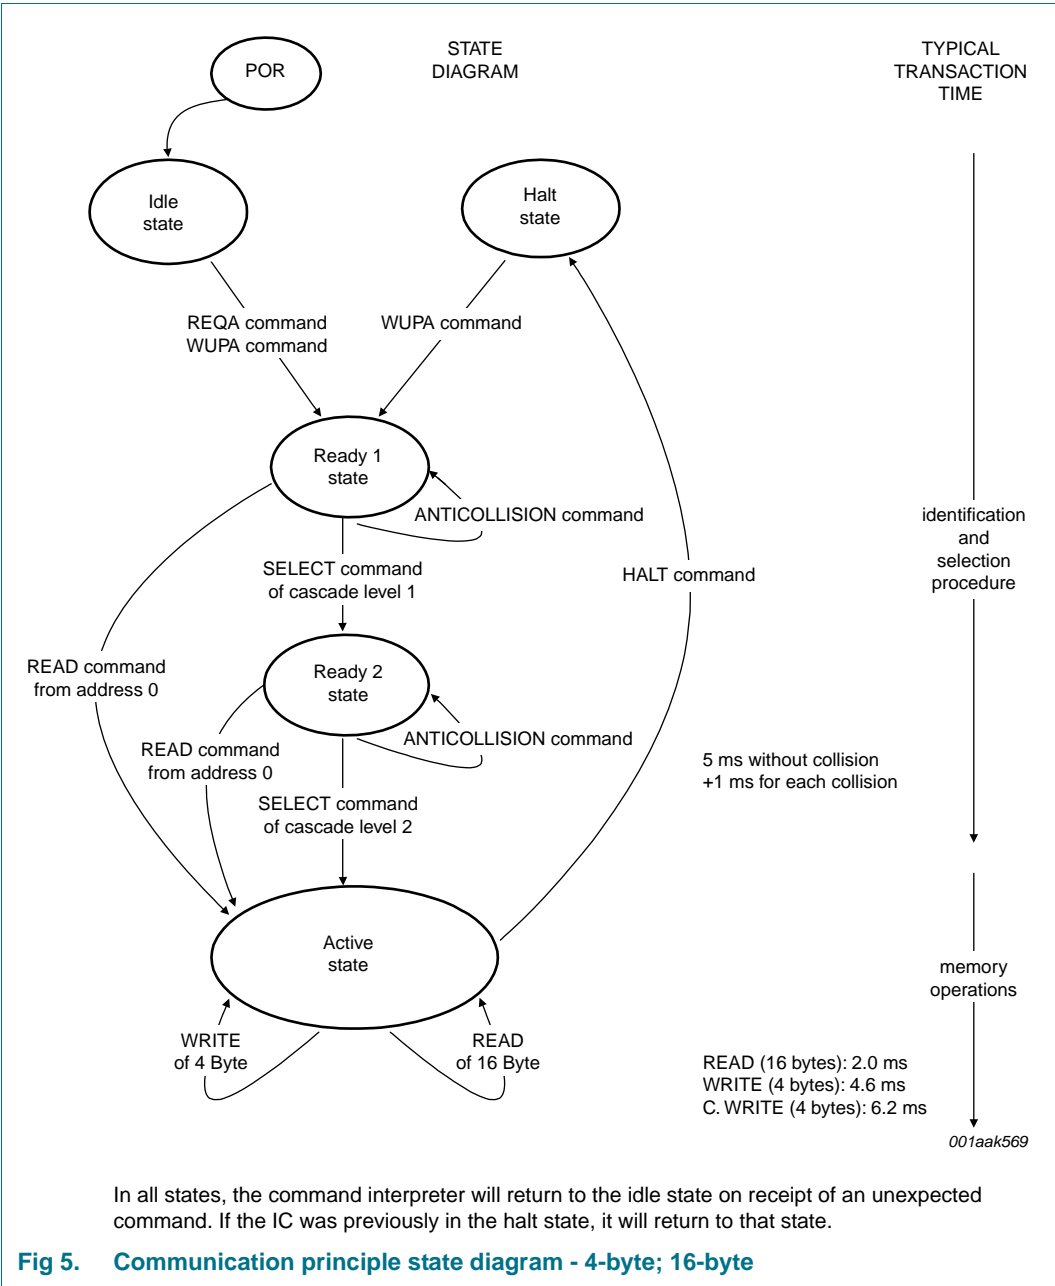 POR
STATE
DIAGRAM
TYPICAL
TRANSACTION
TIME
Idle
state
Halt
state
REQA command
WUPA command
WUPA command
Ready 1
state
ANTICOLLISION command
identification
and
selection
procedure
SELECT command
of cascade level 1
HALT command
READ command
from address 0
Ready 2
state
ANTICOLLISION command
READ command
from address 0
5 ms without collision
+1 ms for each collision
SELECT command
of cascade level 2
Active
state
memory
operations
WRITE
of 4 Byte
READ
of 16 Byte
READ (16 bytes): 2.0 ms
WRITE (4 bytes): 4.6 ms
C. WRITE (4 bytes): 6.2 ms
001aak569
In all states, the command interpreter will return to the idle state on receipt of an unexpected
command. If the IC was previously in the halt state, it will return to that state.
Fig 5. Communication principle state diagram - 4-byte; 16-byte